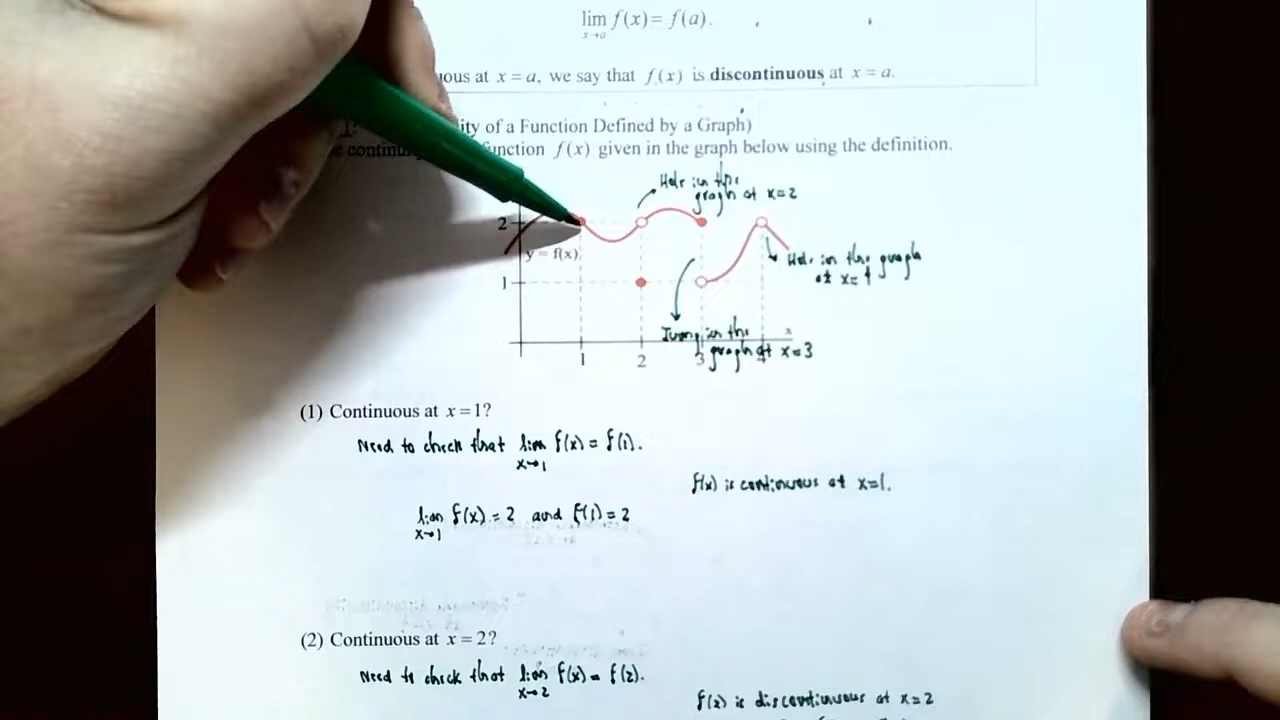 lim f(x) = f(a).
x→a
uous at x = a, we say that f(x) is discontinuous at x = a.
ity of a Function Defined by a Graph)
function f(x) given in the graph below using the definition.
Hole in the
graph at x=2
2
y = f(x)
Hole in the graph
at x=4
1
Jump in the
graph at x=3
x
1 2 3 4
(1) Continuous at x = 1?
Need to check that lim f(x) = f(1).
x→1
f(x) is continuous at x=1.
lim f(x) = 2 and f(1) = 2
x→1
(2) Continuous at x = 2?
Need to check that lim f(x) = f(2).
x→2
f(x) is discontinuous at x=2